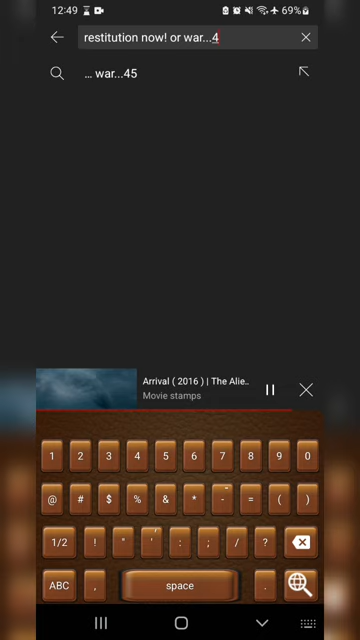 12:49 69%
restitution now! or war...4
... war...45
Arrival ( 2016 ) | The Alie..
Movie stamps
1 2 3 4 5 6 7 8 9 0
@ # $ % & * - = ( )
1/2 ! " ' : ; / ?
ABC , space .